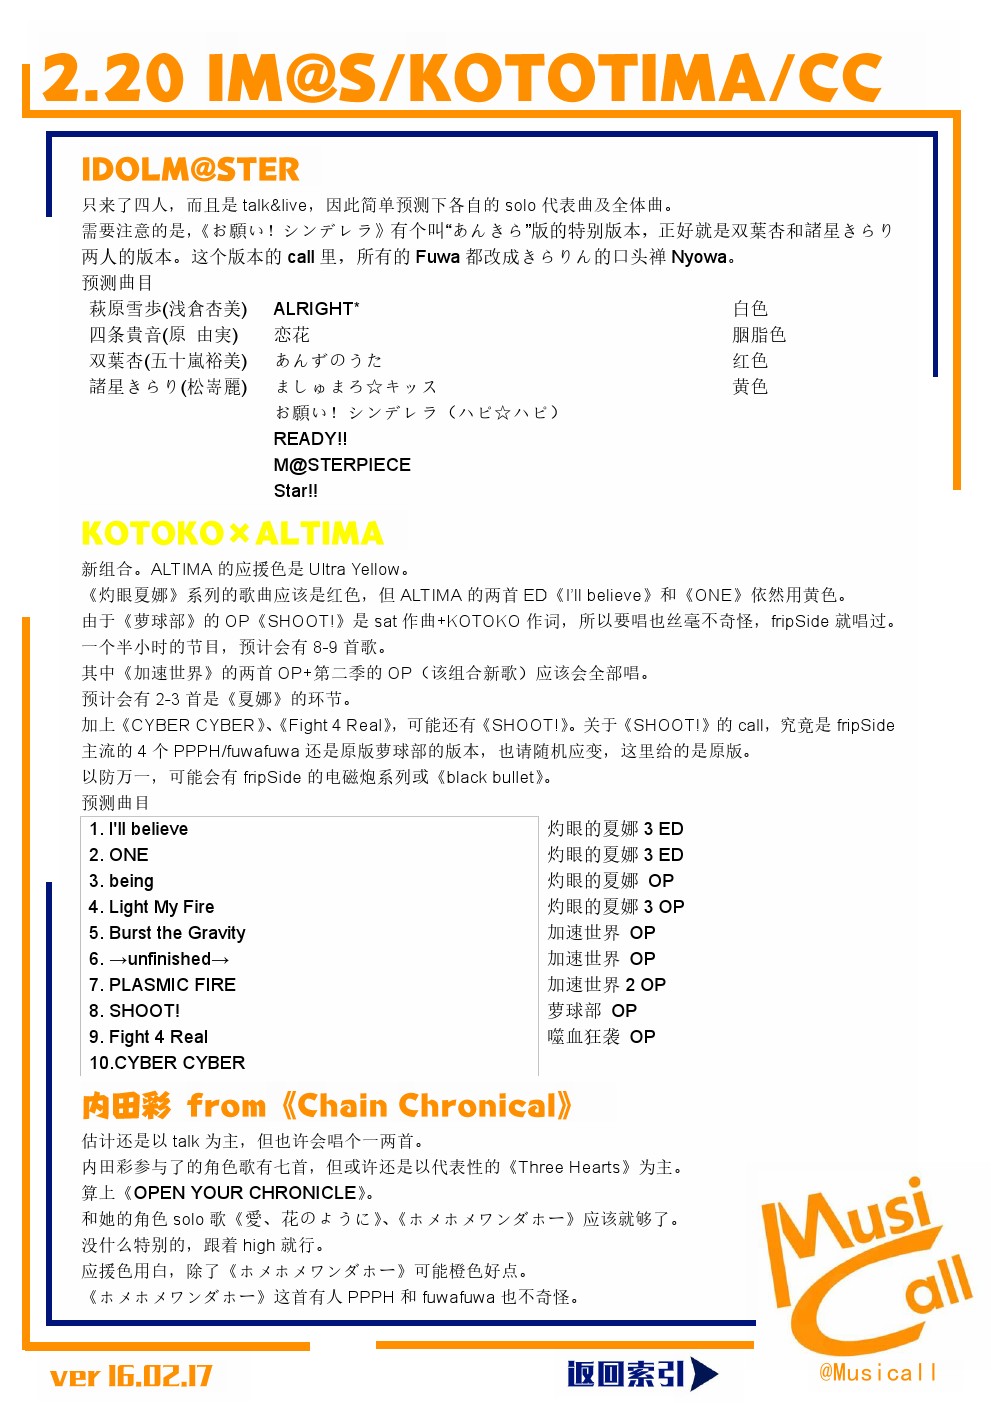 2.20 IM@S/KOTOTIMA/CC
IDOLM@STER
只来了四人，而且是 talk&live，因此简单预测下各自的 solo 代表曲及全体曲。
需要注意的是，《お願い！シンデレラ》有个叫“あんきら”版的特别版本，正好就是双葉杏和諸星きらり
两人的版本。这个版本的 call 里，所有的 Fuwa 都改成きらりん的口头禅 Nyowa。
预测曲目
萩原雪歩(浅倉杏美) ALRIGHT* 白色
四条貴音(原 由実) 恋花 胭脂色
双葉杏(五十嵐裕美) あんずのうた 红色
諸星きらり(松嵜麗) ましゅまろ☆キッス 黄色
お願い！シンデレラ（ハピ☆ハピ）
READY!!
M@STERPIECE
Star!!
KOTOKO×ALTIMA
新组合。ALTIMA 的应援色是 Ultra Yellow。
《灼眼夏娜》系列的歌曲应该是红色，但 ALTIMA 的两首 ED《I'll believe》和《ONE》依然用黄色。
由于《萝球部》的 OP《SHOOT!》是 sat 作曲+KOTOKO 作词，所以要唱也丝毫不奇怪，fripSide 就唱过。
一个半小时的节目，预计会有 8-9 首歌。
其中《加速世界》的两首 OP+第二季的 OP（该组合新歌）应该会全部唱。
预计会有 2-3 首是《夏娜》的环节。
加上《CYBER CYBER》、《Fight 4 Real》，可能还有《SHOOT!》。关于《SHOOT!》的 call，究竟是 fripSide
主流的 4 个 PPPH/fuwafuwa 还是原版萝球部的版本，也请随机应变，这里给的是原版。
以防万一，可能会有 fripSide 的电磁炮系列或《black bullet》。
预测曲目
1. I'll believe 灼眼的夏娜 3 ED
2. ONE 灼眼的夏娜 3 ED
3. being 灼眼的夏娜 OP
4. Light My Fire 灼眼的夏娜 3 OP
5. Burst the Gravity 加速世界 OP
6. →unfinished→ 加速世界 OP
7. PLASMIC FIRE 加速世界 2 OP
8. SHOOT! 萝球部 OP
9. Fight 4 Real 噬血狂袭 OP
10.CYBER CYBER
内田彩 from《Chain Chronical》
估计还是以 talk 为主，但也许会唱个一两首。
内田彩参与了的角色歌有七首，但或许还是以代表性的《Three Hearts》为主。
算上《OPEN YOUR CHRONICLE》。
和她的角色 solo 歌《愛、花のように》、《ホメホメワンダホー》应该就够了。
没什么特别的，跟着 high 就行。
应援色用白，除了《ホメホメワンダホー》可能橙色好点。
《ホメホメワンダホー》这首有人 PPPH 和 fuwafuwa 也不奇怪。
Musi
Call
@Musicall
ver 16.02.17
返回索引